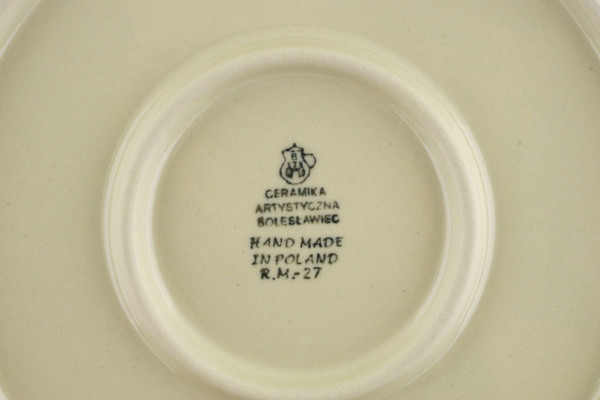 CERAMIKA
ARTYSTYCZNA
BOLESŁAWIEC
HAND MADE
IN POLAND
R.M.-27